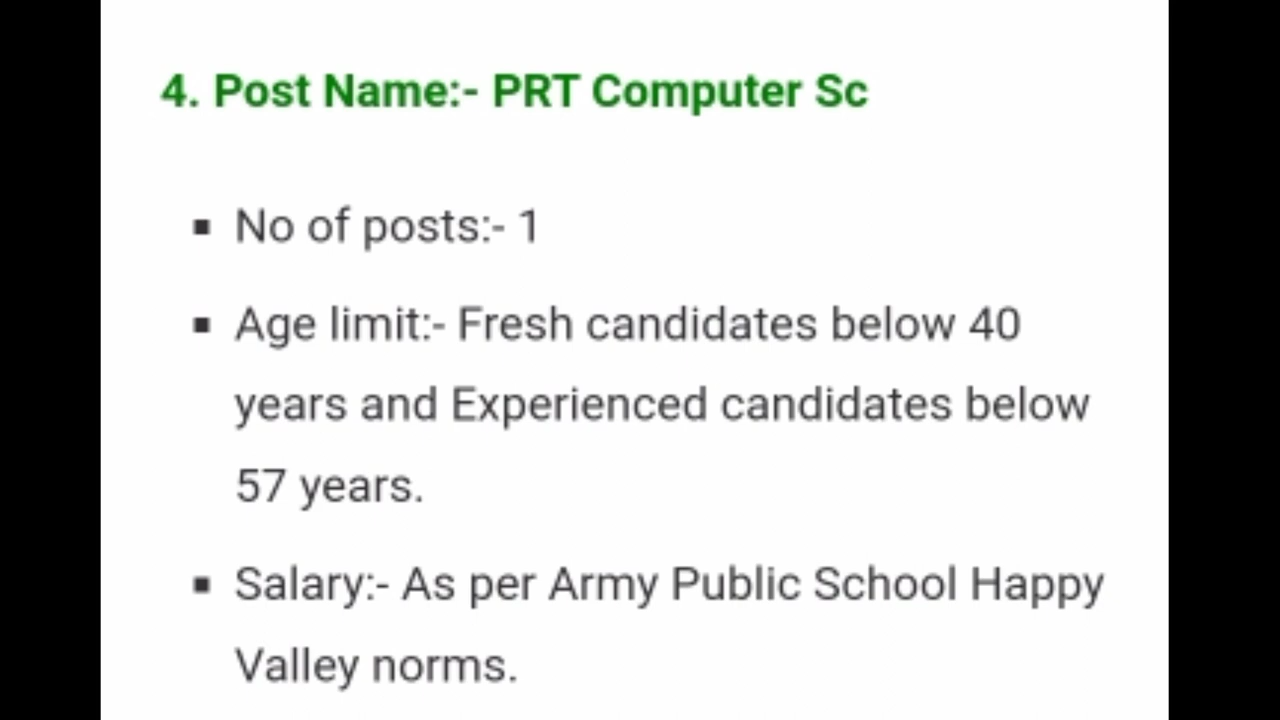 4. Post Name:- PRT Computer Sc
No of posts:- 1
Age limit:- Fresh candidates below 40
years and Experienced candidates below
57 years.
Salary:- As per Army Public School Happy
Valley norms.